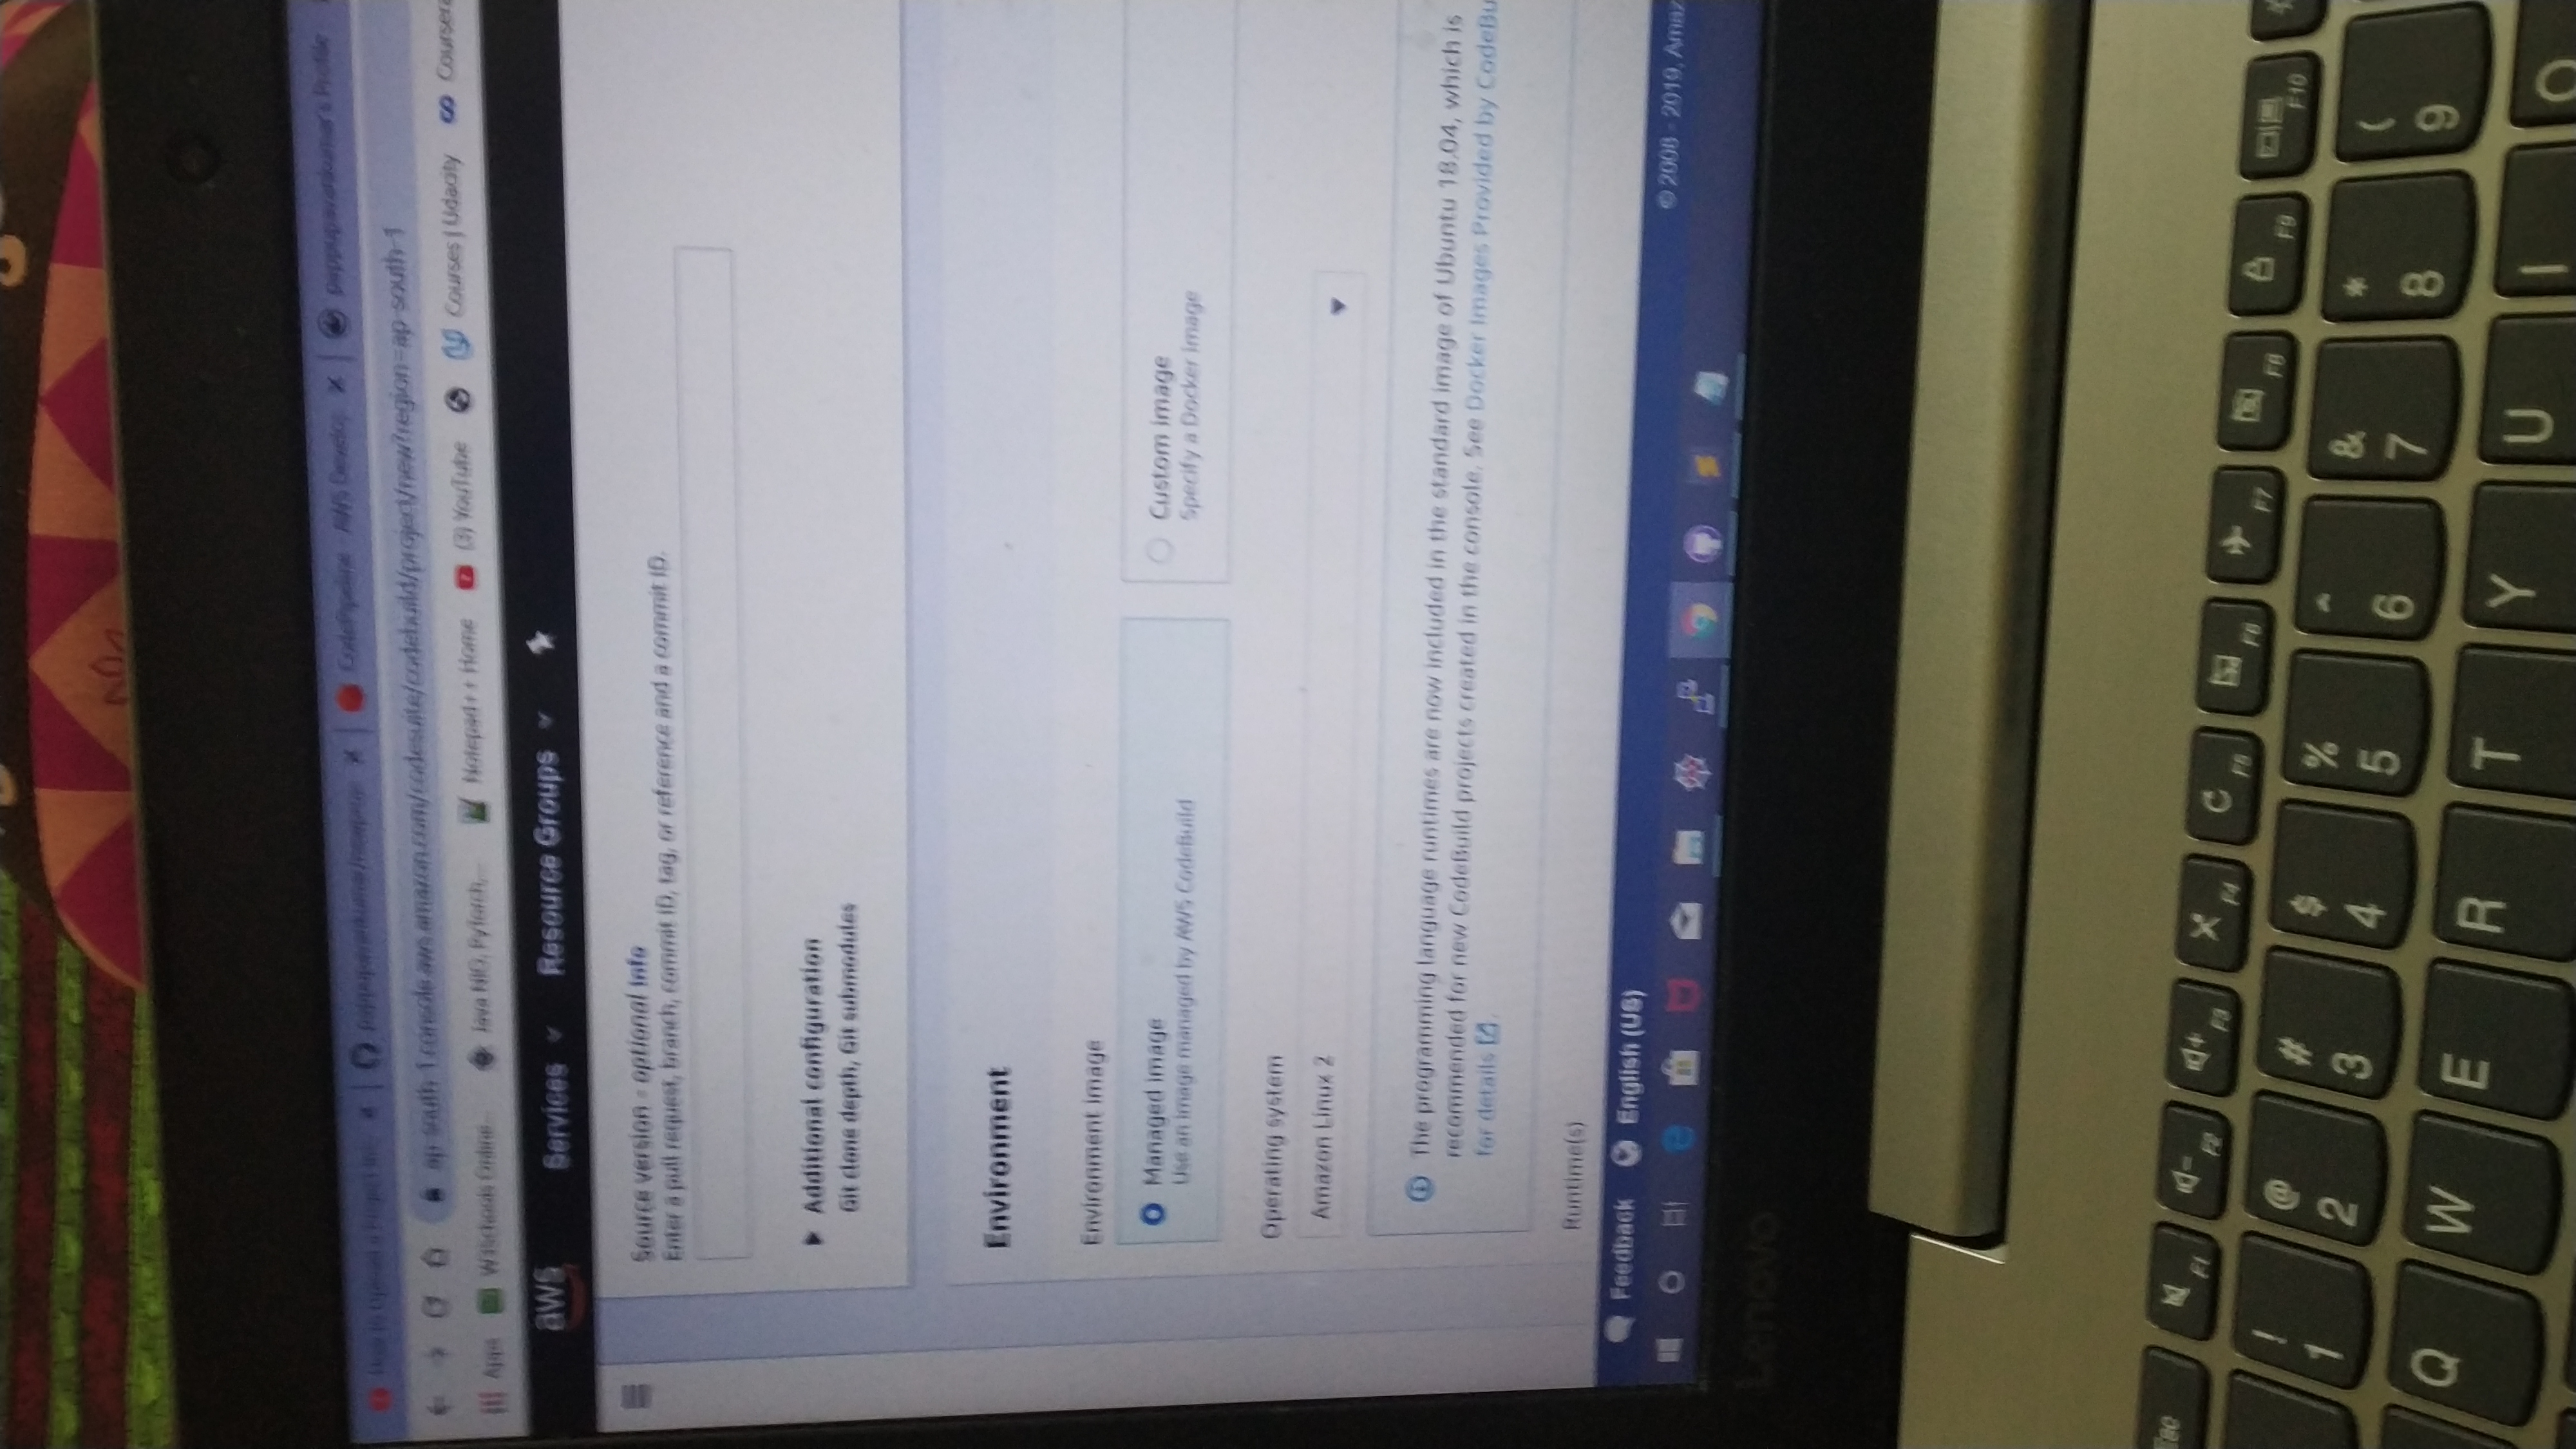 How to Upload a Project
CodePipeline - AWS Develop
pappupavankumar's Profile
ap-south-1.console.aws.amazon.com/codesuite/codebuild/project/new?region=ap-south-1
Apps W3Schools Online... Java NIO, PyTorch,... Notepad++ Home (3) YouTube Courses | Udacity Coursera
aws Services Resource Groups
Source version - optional Info
Enter a pull request, branch, commit ID, tag, or reference and a commit ID.
Additional configuration
Git clone depth, Git submodules
Environment
Environment image
Managed image
Use an image managed by AWS CodeBuild
Custom image
Specify a Docker image
Operating system
Amazon Linux 2
The programming language runtimes are now included in the standard image of Ubuntu 18.04, which is
recommended for new CodeBuild projects created in the console. See Docker Images Provided by CodeBu
for details
Runtime(s)
Feedback English (US)
© 2008 - 2019, Amaz
Lenovo
Esc F1 F2 F3 F4 F5 F6 F7 F8 F9 F10
! @ # $ % ^ & * (
1 2 3 4 5 6 7 8 9
Q W E R T Y U I O